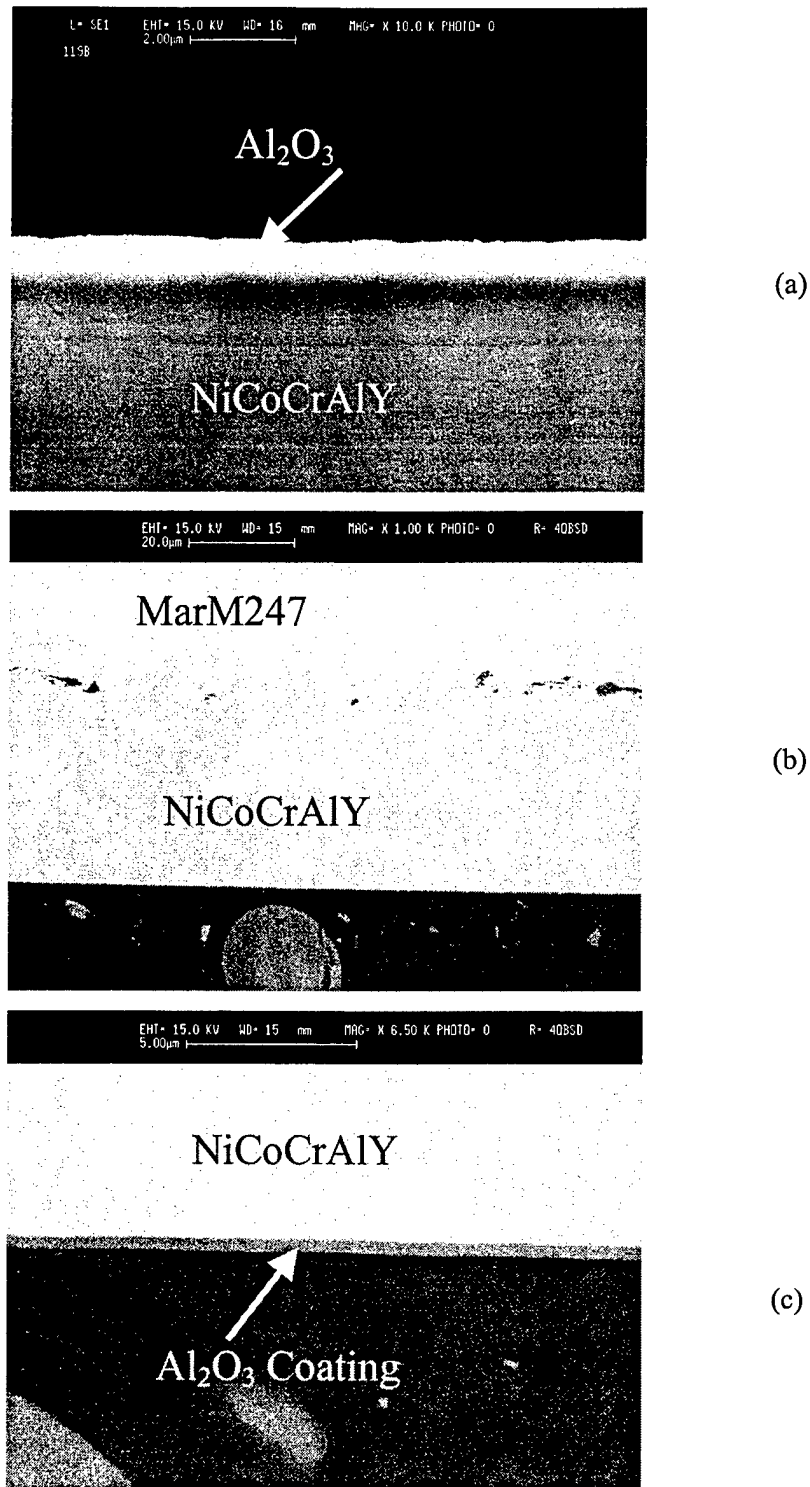 L= SE1 EHT= 15.0 KV WD= 16 mm MAG= X 10.0 K PHOTO= 0
2.00µm
119B
Al₂O₃
NiCoCrAlY
(a)
EHT= 15.0 KV WD= 15 mm MAG= X 1.00 K PHOTO= 0 R= 4QBSD
20.0µm
MarM247
NiCoCrAlY
(b)
EHT= 15.0 KV WD= 15 mm MAG= X 6.50 K PHOTO= 0 R= 4QBSD
5.00µm
NiCoCrAlY
Al₂O₃ Coating
(c)